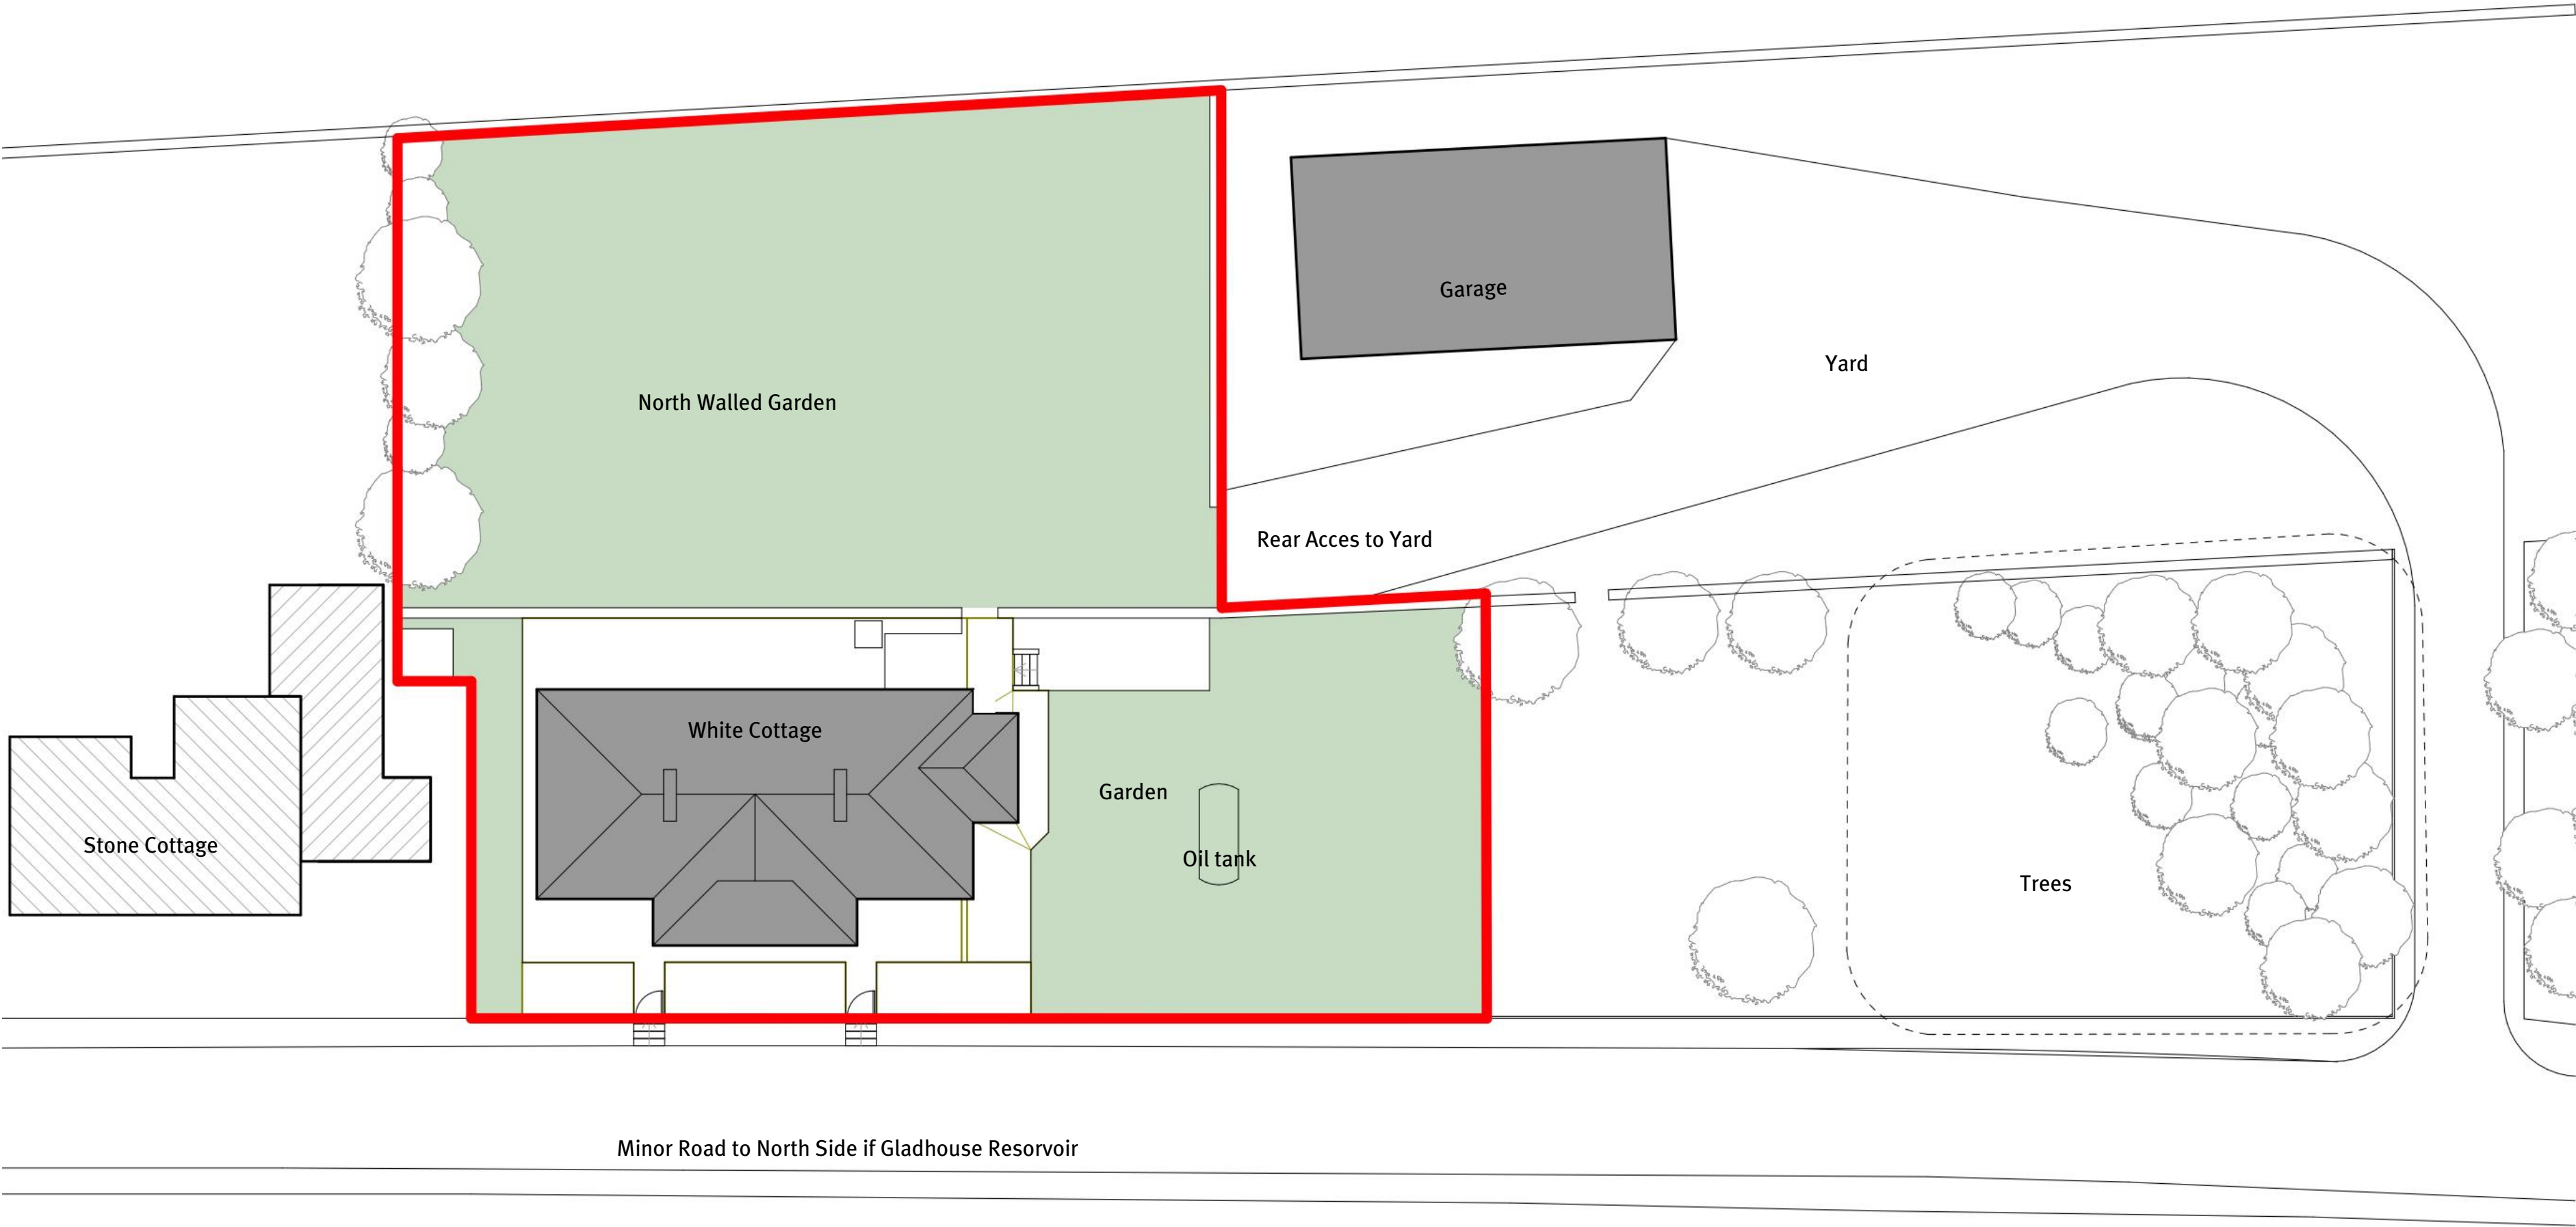 Garage
Yard
North Walled Garden
Rear Acces to Yard
White Cottage
Garden
Stone Cottage
Oil tank
Trees
Minor Road to North Side if Gladhouse Reservoir